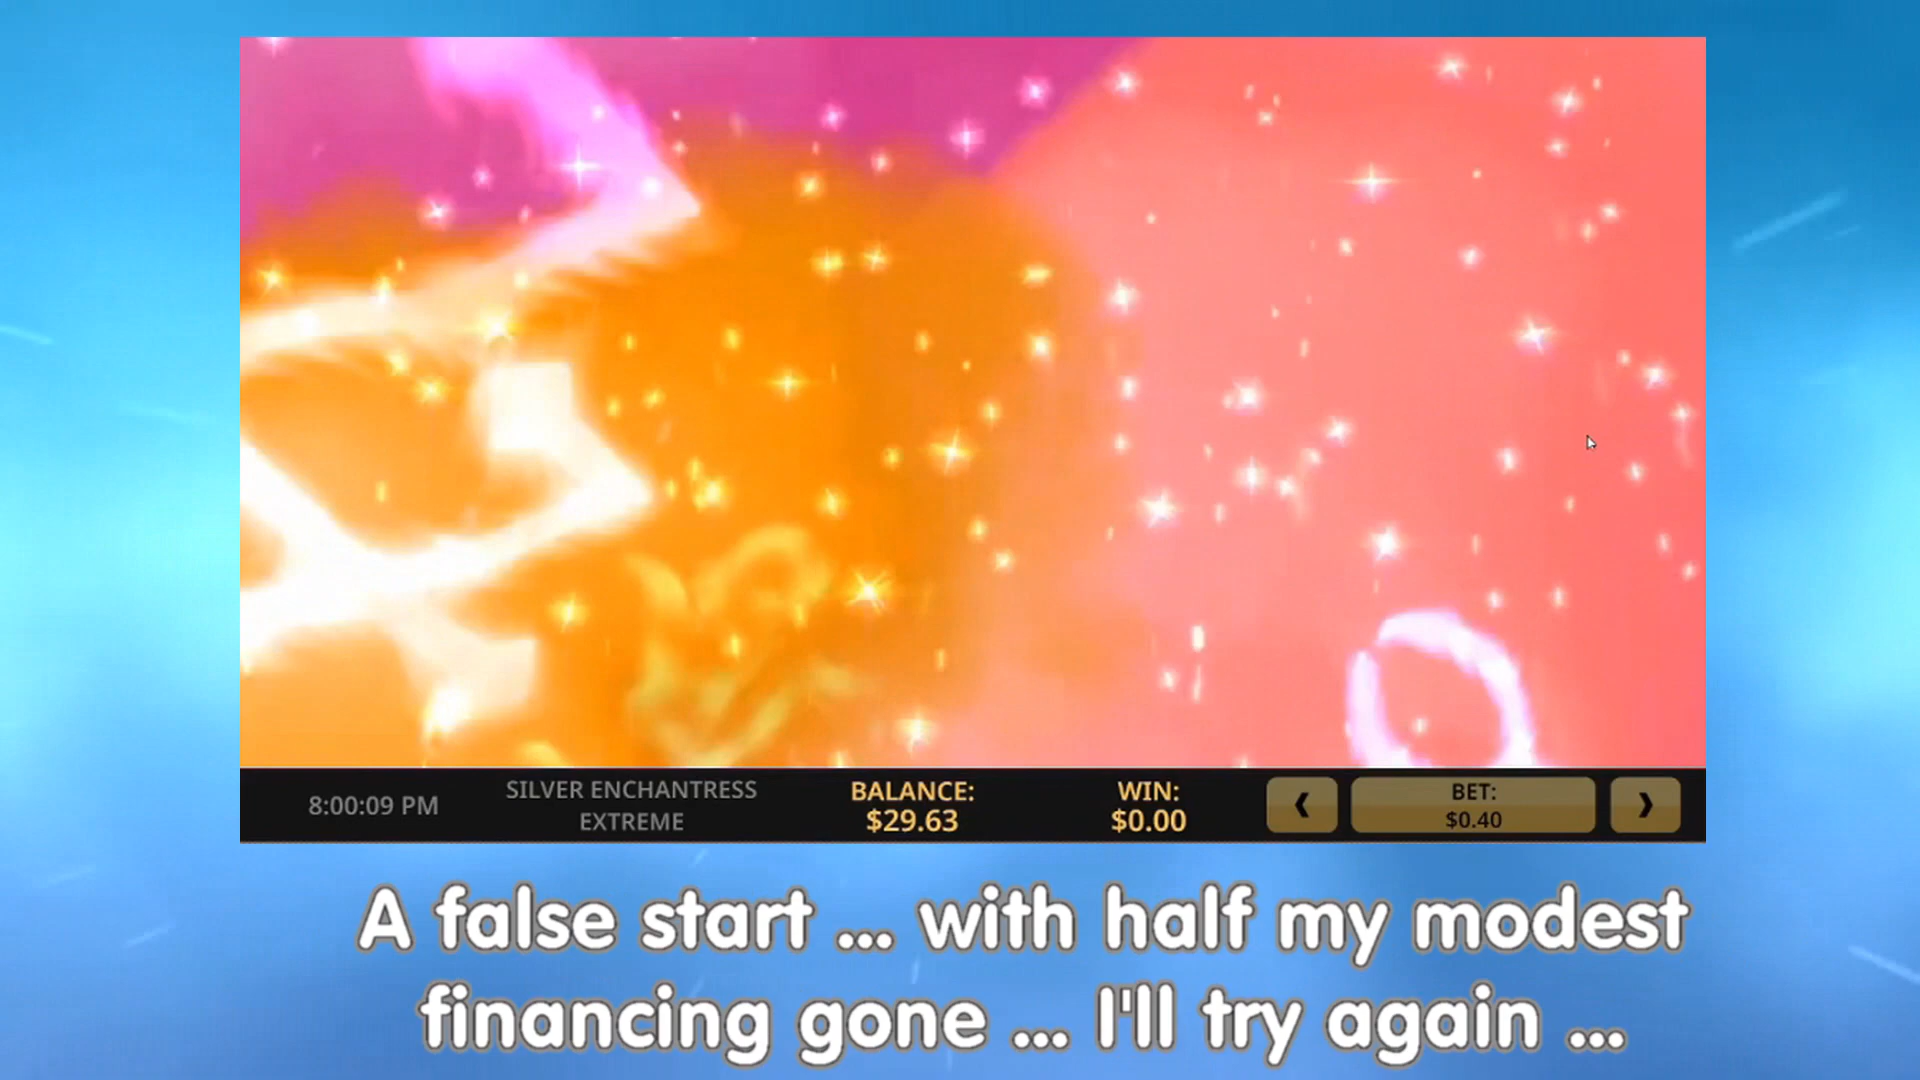 8:00:09 PM
SILVER ENCHANTRESS
EXTREME
BALANCE:
$29.63
WIN:
$0.00
BET:
$0.40
A false start ... with half my modest
financing gone ... I'll try again ...